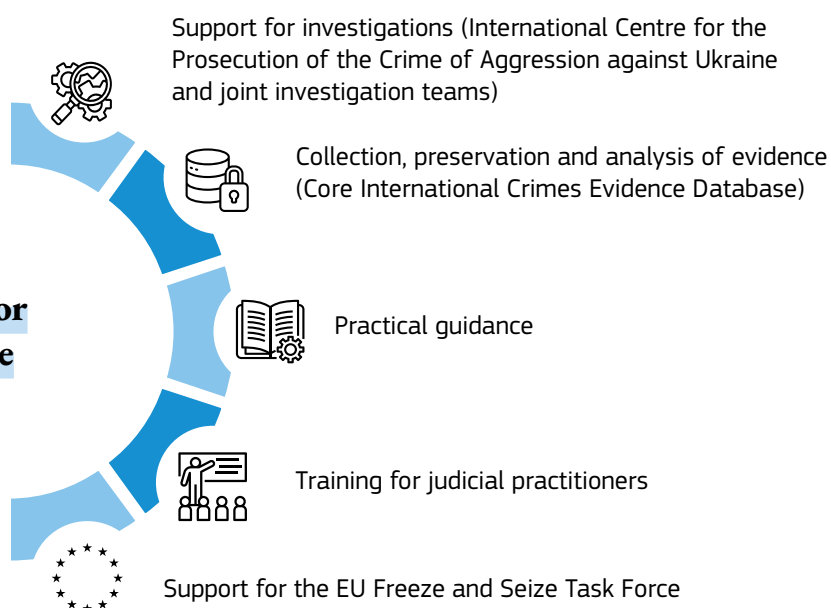 Support for investigations (International Centre for the
Prosecution of the Crime of Aggression against Ukraine
and joint investigation teams)
Collection, preservation and analysis of evidence
(Core International Crimes Evidence Database)
or
e
Practical guidance
Training for judicial practitioners
Support for the EU Freeze and Seize Task Force